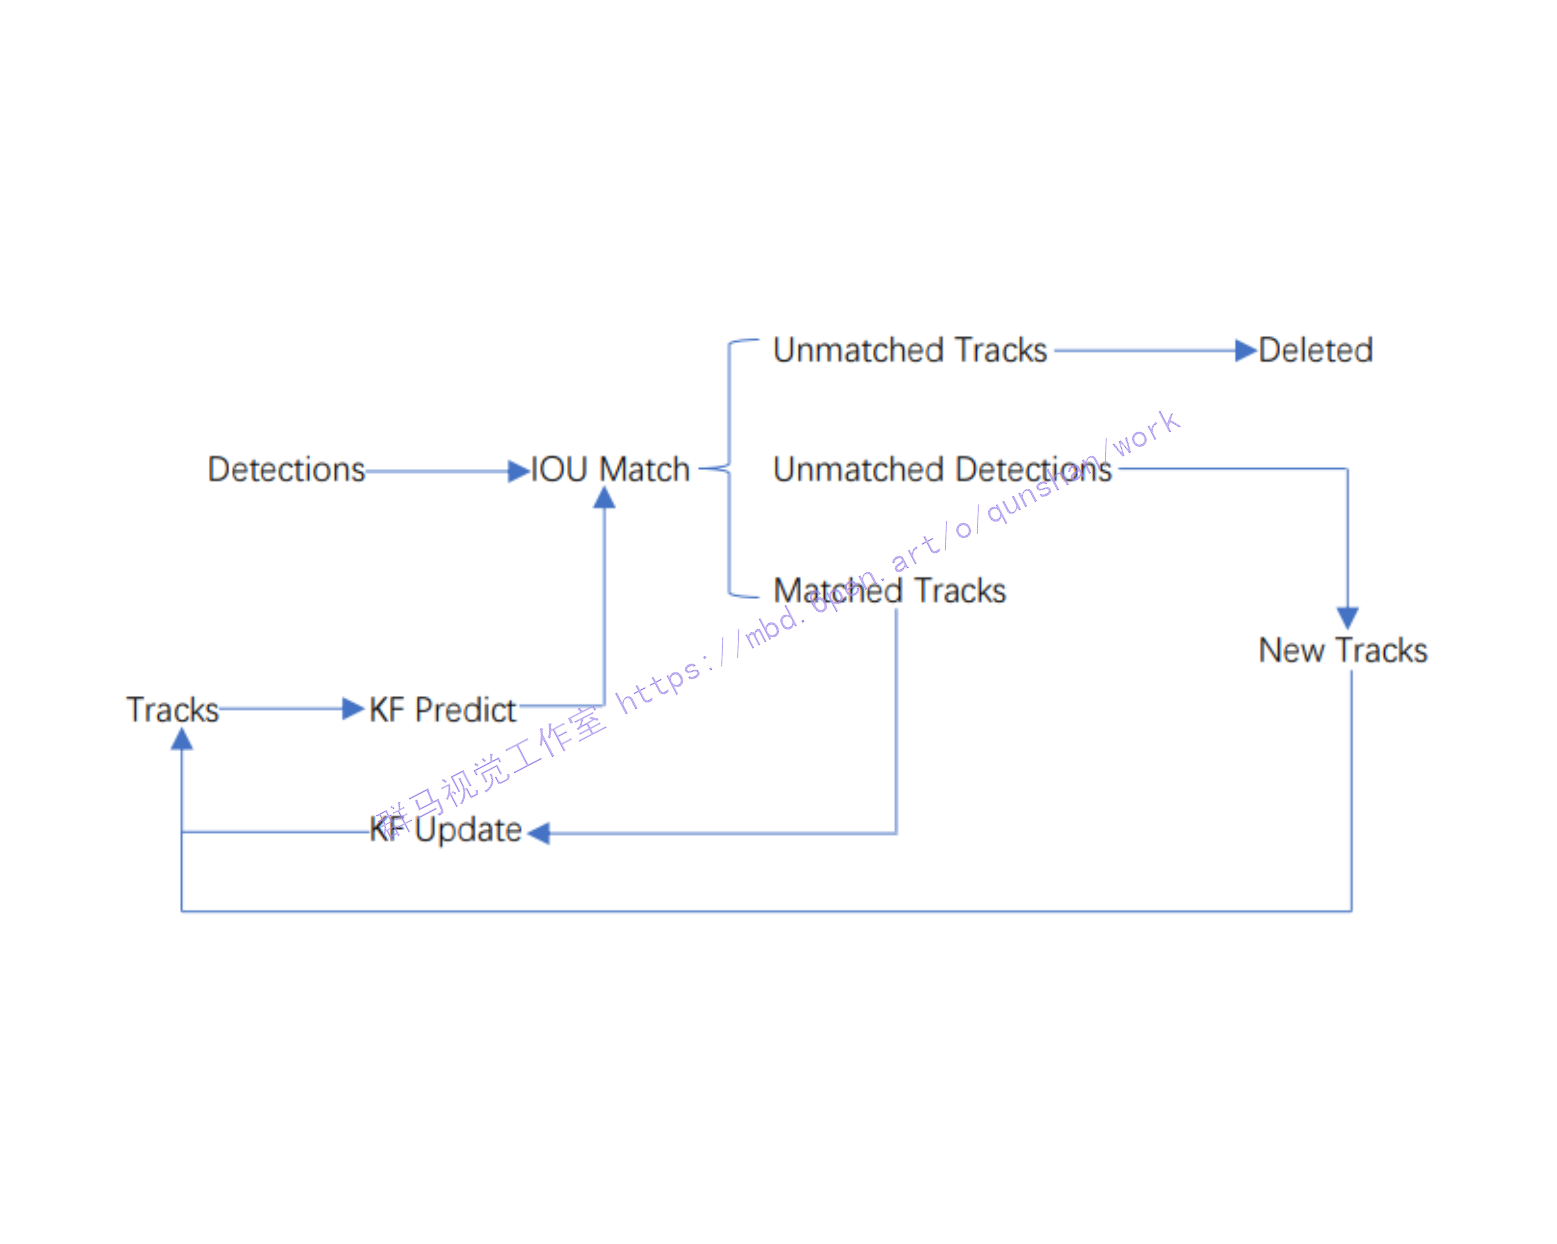 Unmatched Tracks
Deleted
Detections
IOU Match
Unmatched Detections
Matched Tracks
New Tracks
Tracks
KF Predict
KF Update
群马视觉工作室 https://mbd.6pan.art/o/qunshan/work